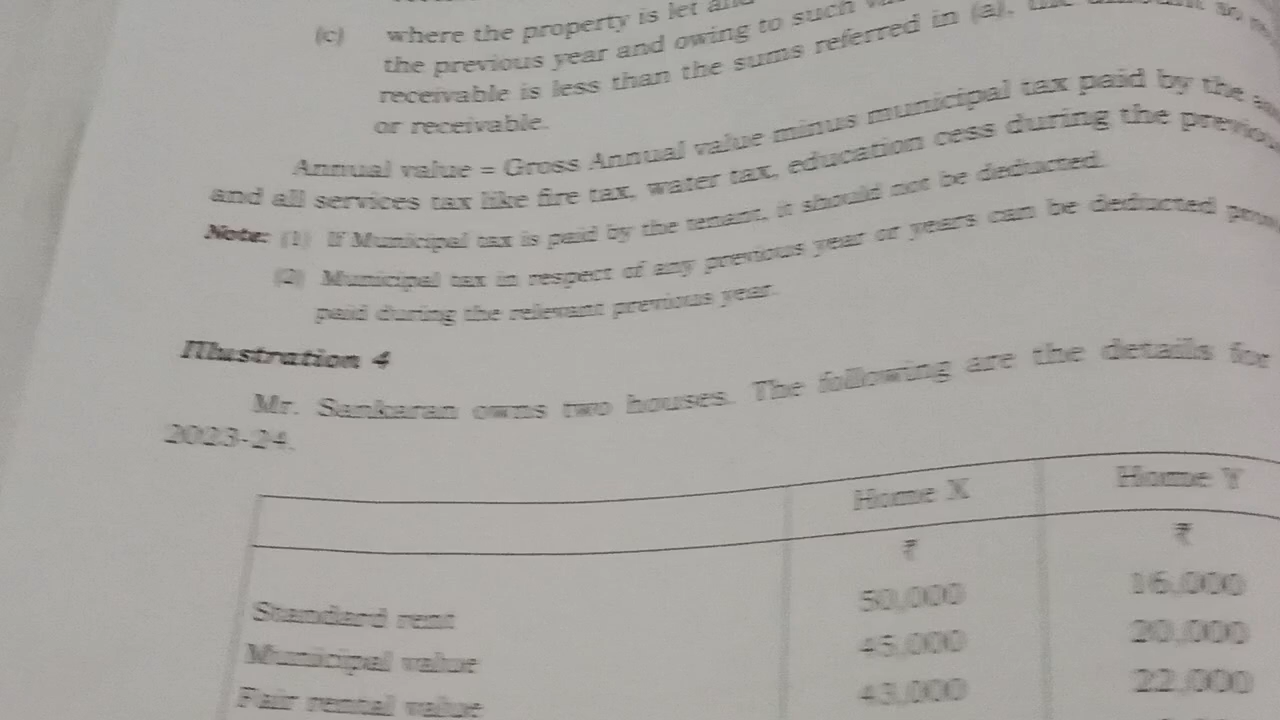 (c) where the property is let and
the previous year and owing to such
receivable is less than the sums referred in (a), the amount so
or receivable.
Annual value = Gross Annual value minus municipal tax paid by the
and all services tax like fire tax, water tax, education cess during the
Note: (1) If Municipal tax is paid by the tenant, it should not be deducted.
(2) Municipal tax in respect of any previous year or years can be deducted
paid during the relevant previous year.
Illustration 4
Mr. Sankaran owns two houses. The following are the details for
2023-24.
Home X Home Y
₹ ₹
Standard rent 50,000 16,000
Municipal value 45,000 20,000
Fair rental value 43,000 22,000